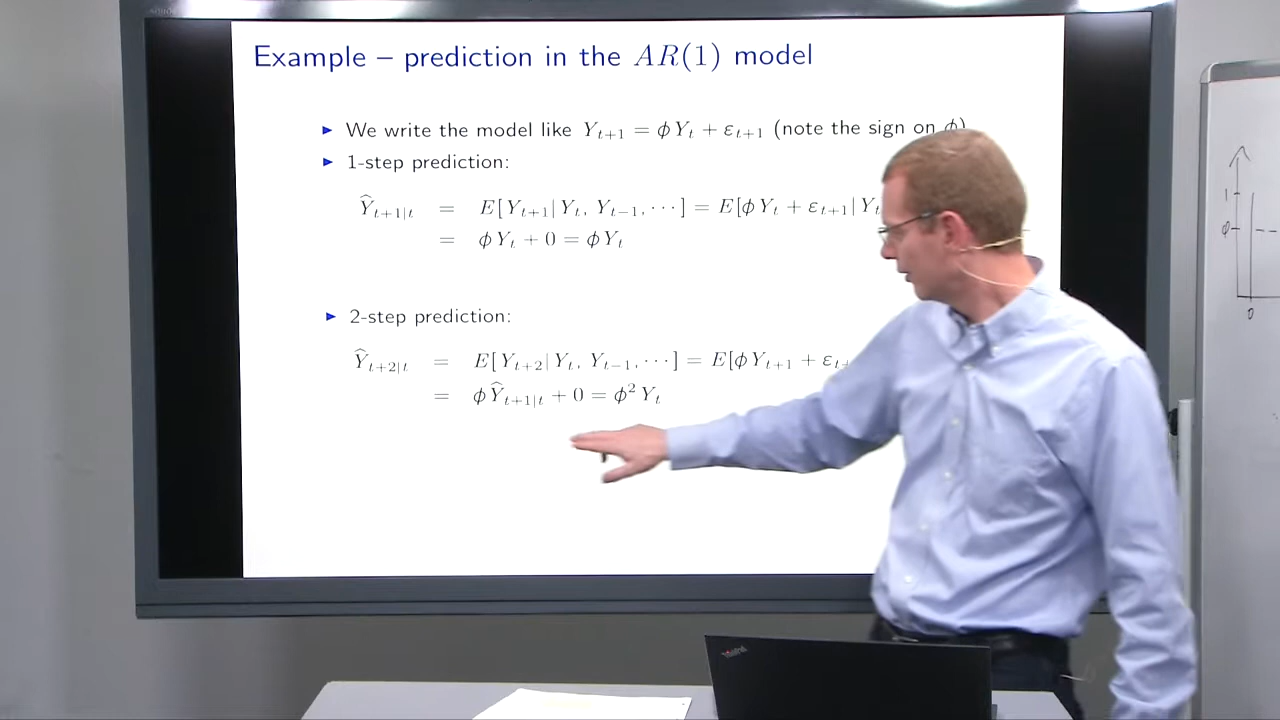 Example – prediction in the AR(1) model
► We write the model like Y_{t+1} = ϕY_t + ε_{t+1} (note the sign on ϕ)
► 1-step prediction:
Ŷ_{t+1|t} = E[Y_{t+1}|Y_t, Y_{t−1}, ⋯] = E[ϕY_t + ε_{t+1}|Y_t
= ϕY_t + 0 = ϕY_t
► 2-step prediction:
Ŷ_{t+2|t} = E[Y_{t+2}|Y_t, Y_{t−1}, ⋯] = E[ϕY_{t+1} + ε_{t+
= ϕŶ_{t+1|t} + 0 = ϕ²Y_t
1
φ
0
ThinkPad